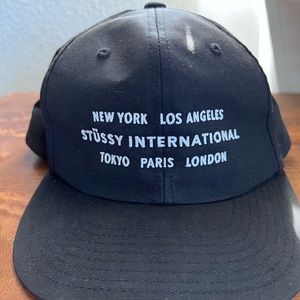 NEW YORK LOS ANGELES
STÜSSY INTERNATIONAL
TOKYO PARIS LONDON